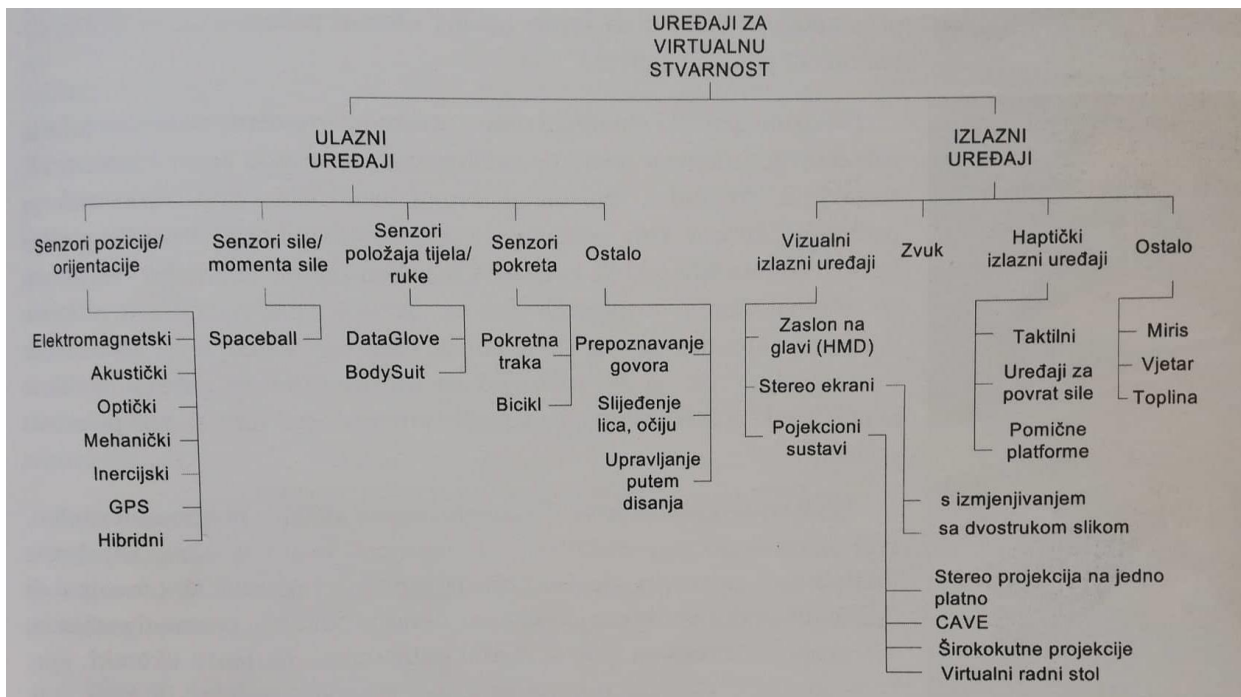 UREĐAJI ZA
VIRTUALNU
STVARNOST
ULAZNI
UREĐAJI
IZLAZNI
UREĐAJI
Senzori pozicije/
orijentacije
Senzori sile/
momenta sile
Senzori
položaja tijela/
ruke
Senzori
pokreta
Ostalo
Vizualni
izlazni uređaji
Zvuk
Haptički
izlazni uređaji
Ostalo
Elektromagnetski
Akustički
Optički
Mehanički
Inercijski
GPS
Hibridni
Spaceball
DataGlove
BodySuit
Pokretna
traka
Bicikl
Prepoznavanje
govora
Slijeđenje
lica, očiju
Upravljanje
putem
disanja
Zaslon na
glavi (HMD)
Stereo ekrani
Pojekcioni
sustavi
s izmjenjivanjem
sa dvostrukom slikom
Stereo projekcija na jedno
platno
CAVE
Širokokutne projekcije
Virtualni radni stol
Taktilni
Uređaji za
povrat sile
Pomične
platforme
Miris
Vjetar
Toplina